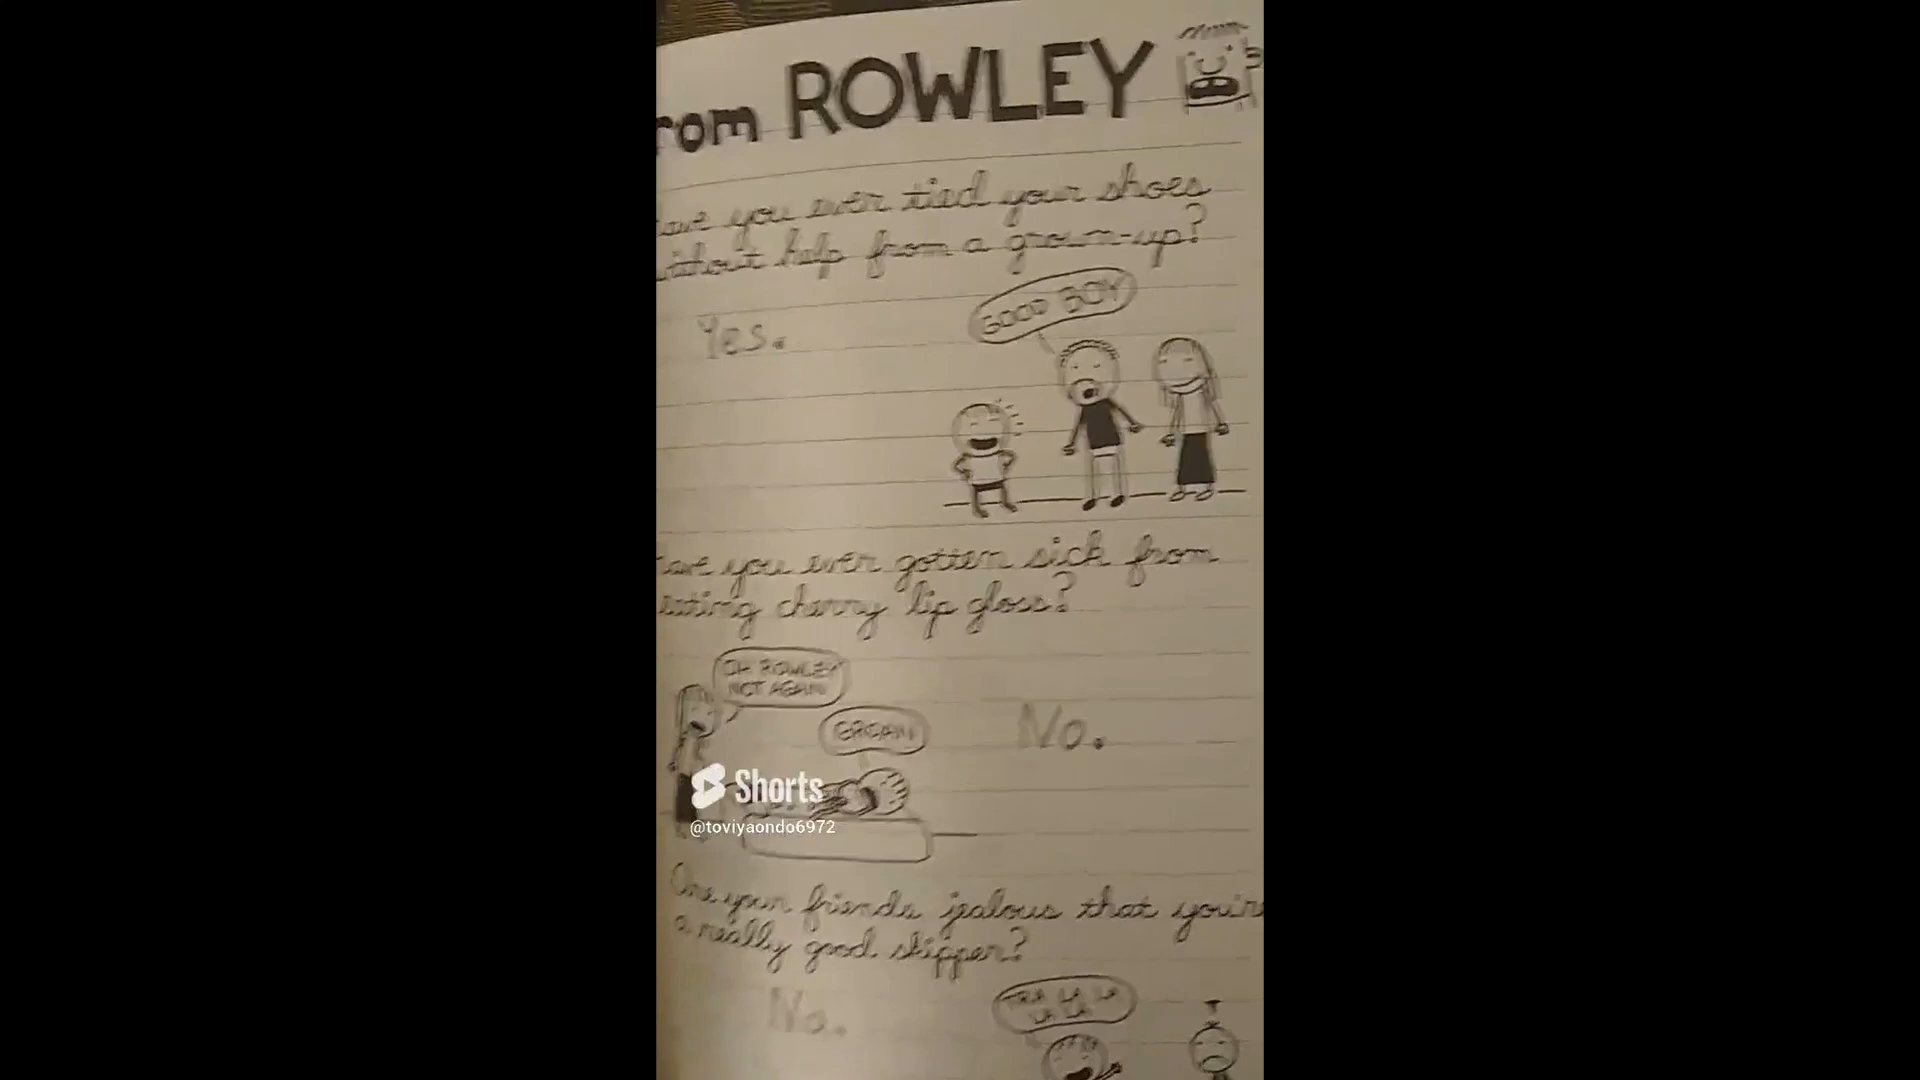 rom ROWLEY
ave you ever tied your shoes
without help from a grown-up?
GOOD BOY
Yes.
ave you ever gotten sick from
eating cherry lip gloss?
OH ROWLEY
NOT AGAIN
GROAN
No.
Shorts
@toviyaondo6972
Are your friends jealous that you're
a really good skipper?
No.
TRA LA LA
LA LA